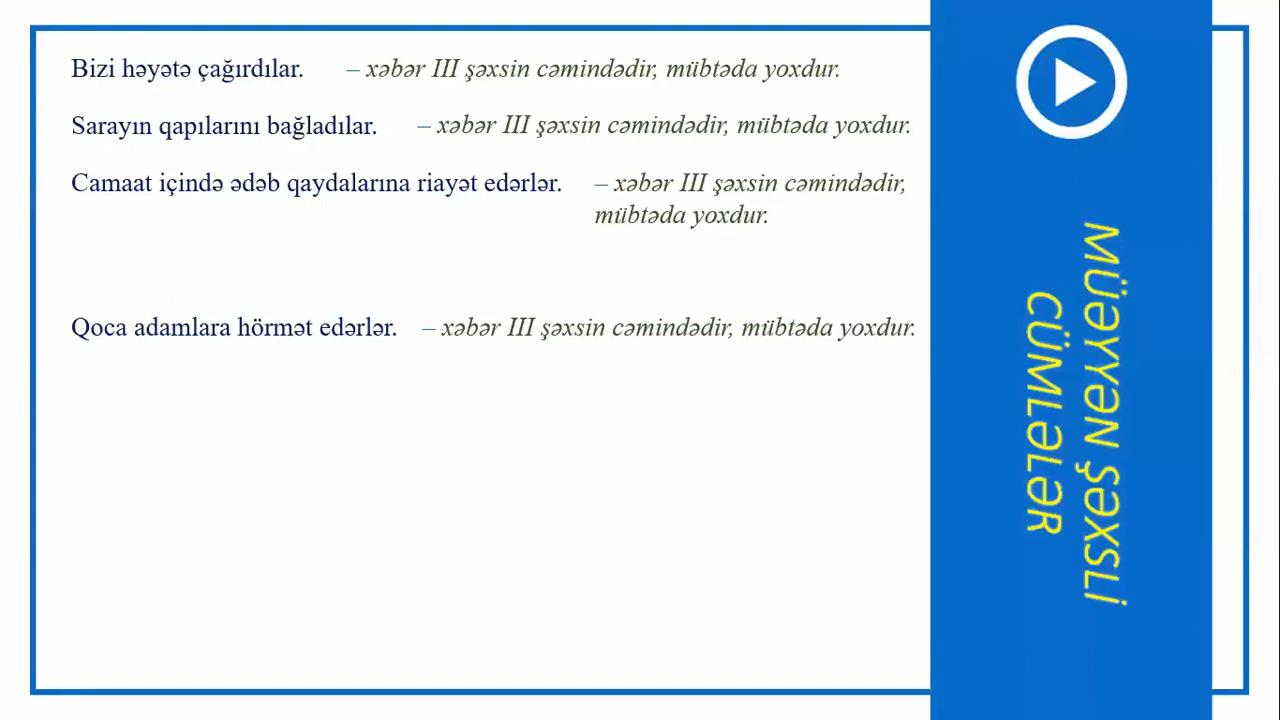 Bizi həyətə çağırdılar. – xəbər III şəxsin cəmindədir, mübtəda yoxdur.
Sarayın qapılarını bağladılar. – xəbər III şəxsin cəmindədir, mübtəda yoxdur.
Camaat içində ədəb qaydalarına riayət edərlər. – xəbər III şəxsin cəmindədir,
mübtəda yoxdur.
Qoca adamlara hörmət edərlər. – xəbər III şəxsin cəmindədir, mübtəda yoxdur.
MÜƏYYƏN ŞƏXSLİ
CÜMLƏLƏR